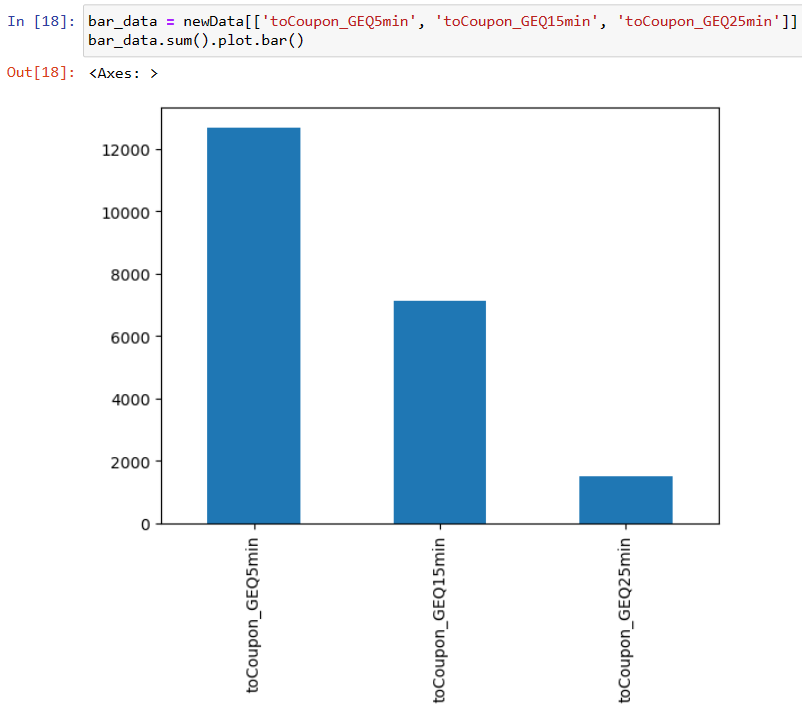 In [18]: bar_data = newData[['toCoupon_GEQ5min', 'toCoupon_GEQ15min', 'toCoupon_GEQ25min']]
bar_data.sum().plot.bar()
Out[18]: <Axes: >
12000
10000
8000
6000
4000
2000
0
toCoupon_GEQ5min
toCoupon_GEQ15min
toCoupon_GEQ25min